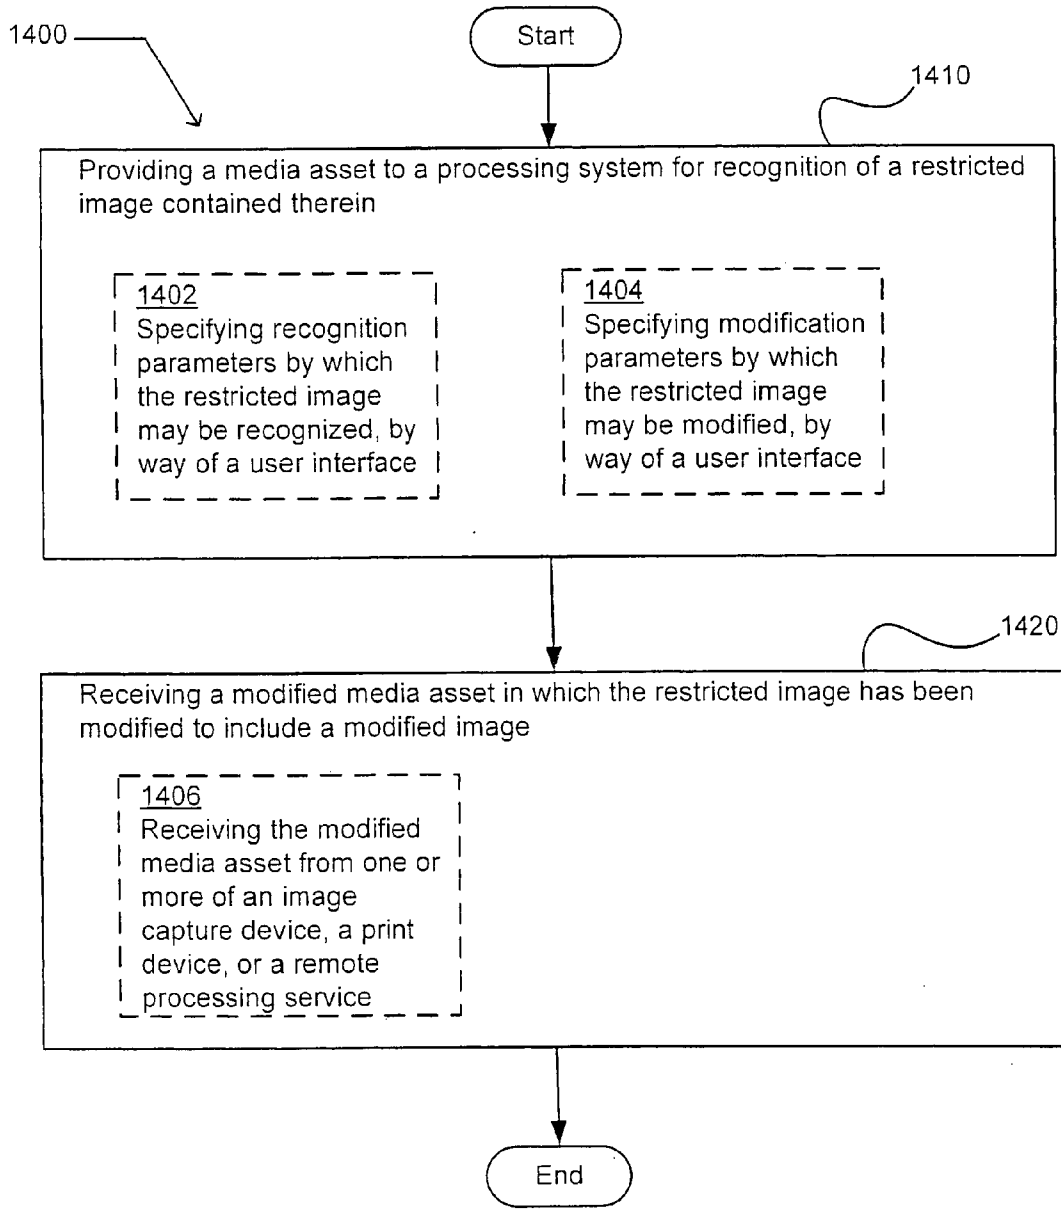 1400
Start
1410
Providing a media asset to a processing system for recognition of a restricted
image contained therein
1402
Specifying recognition
parameters by which
the restricted image
may be recognized, by
way of a user interface
1404
Specifying modification
parameters by which
the restricted image
may be modified, by
way of a user interface
1420
Receiving a modified media asset in which the restricted image has been
modified to include a modified image
1406
Receiving the modified
media asset from one or
more of an image
capture device, a print
device, or a remote
processing service
End